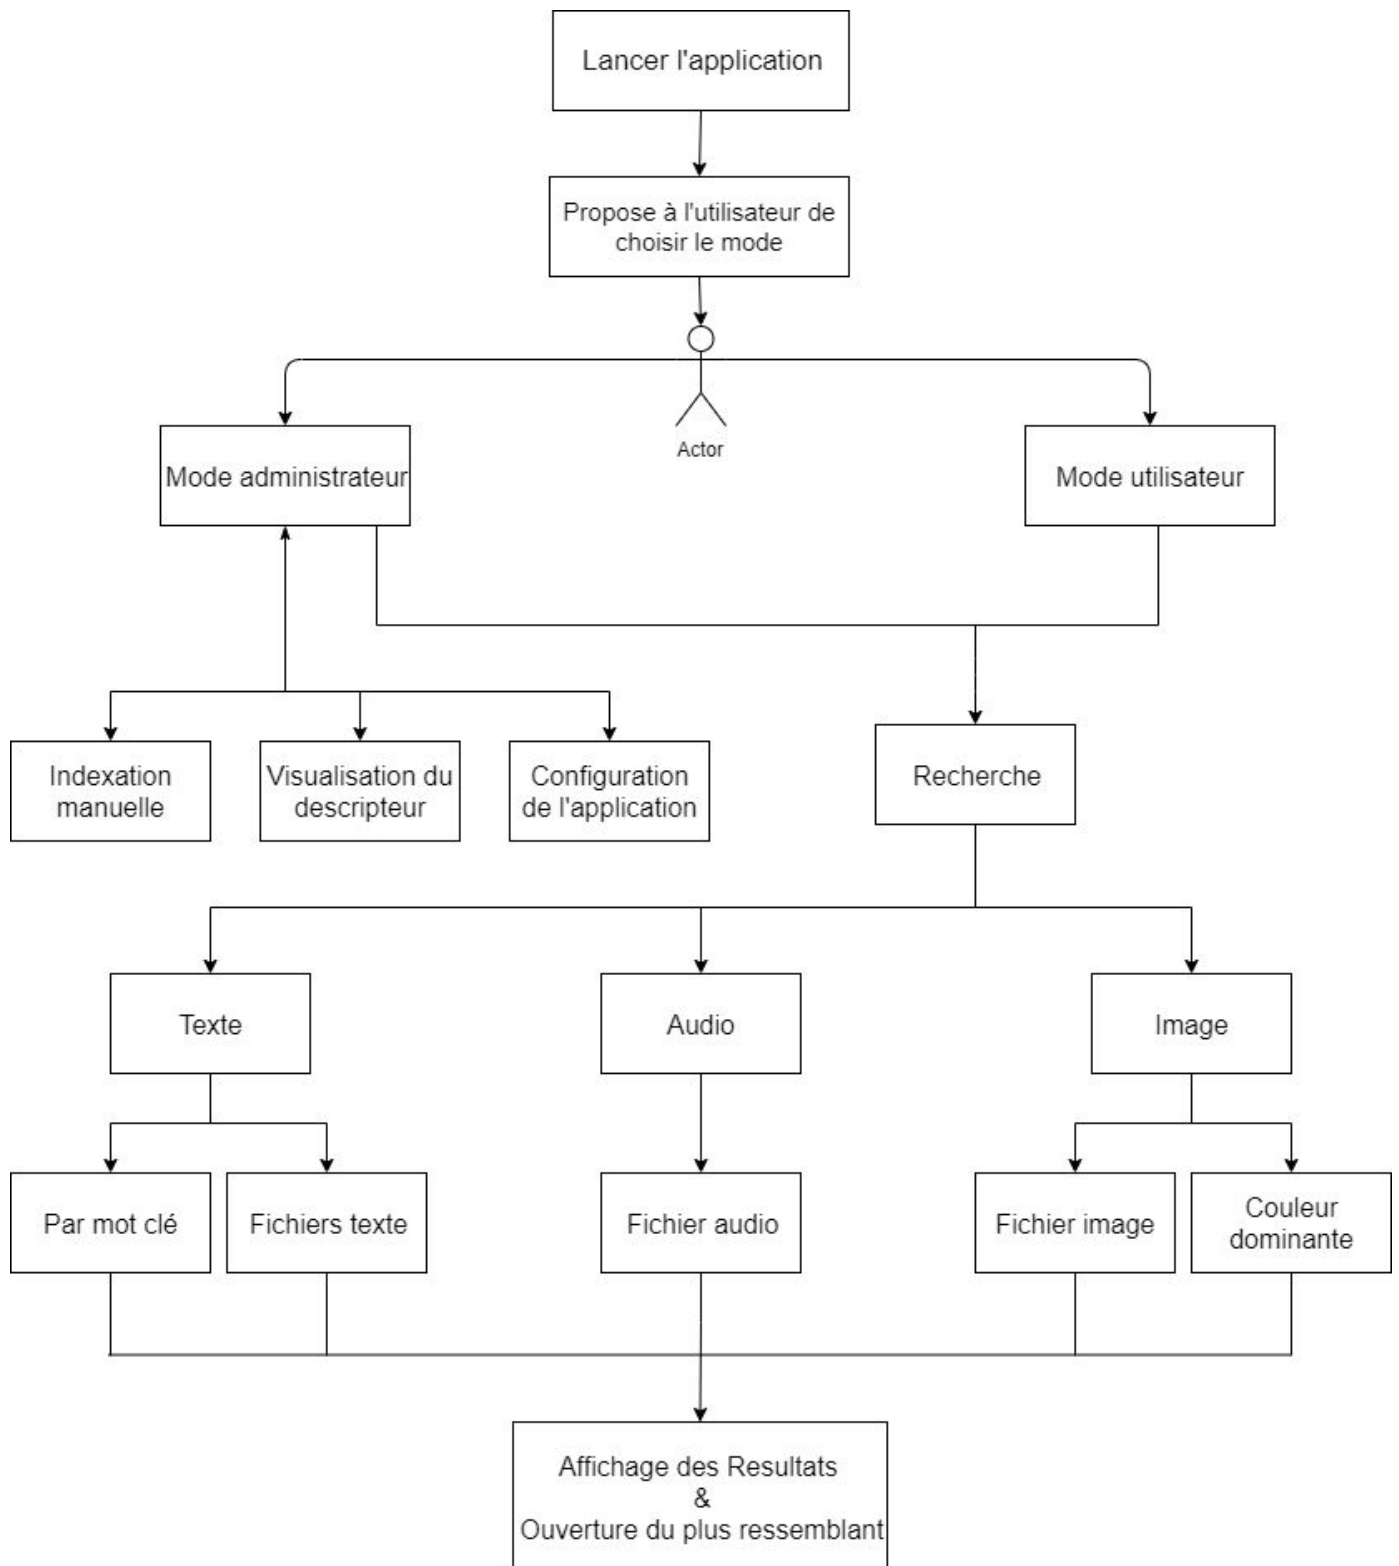 Lancer l'application
Propose à l'utilisateur de
choisir le mode
Actor
Mode administrateur
Mode utilisateur
Indexation
manuelle
Visualisation du
descripteur
Configuration
de l'application
Recherche
Texte
Audio
Image
Par mot clé
Fichiers texte
Fichier audio
Fichier image
Couleur
dominante
Affichage des Resultats
&
Ouverture du plus ressemblant